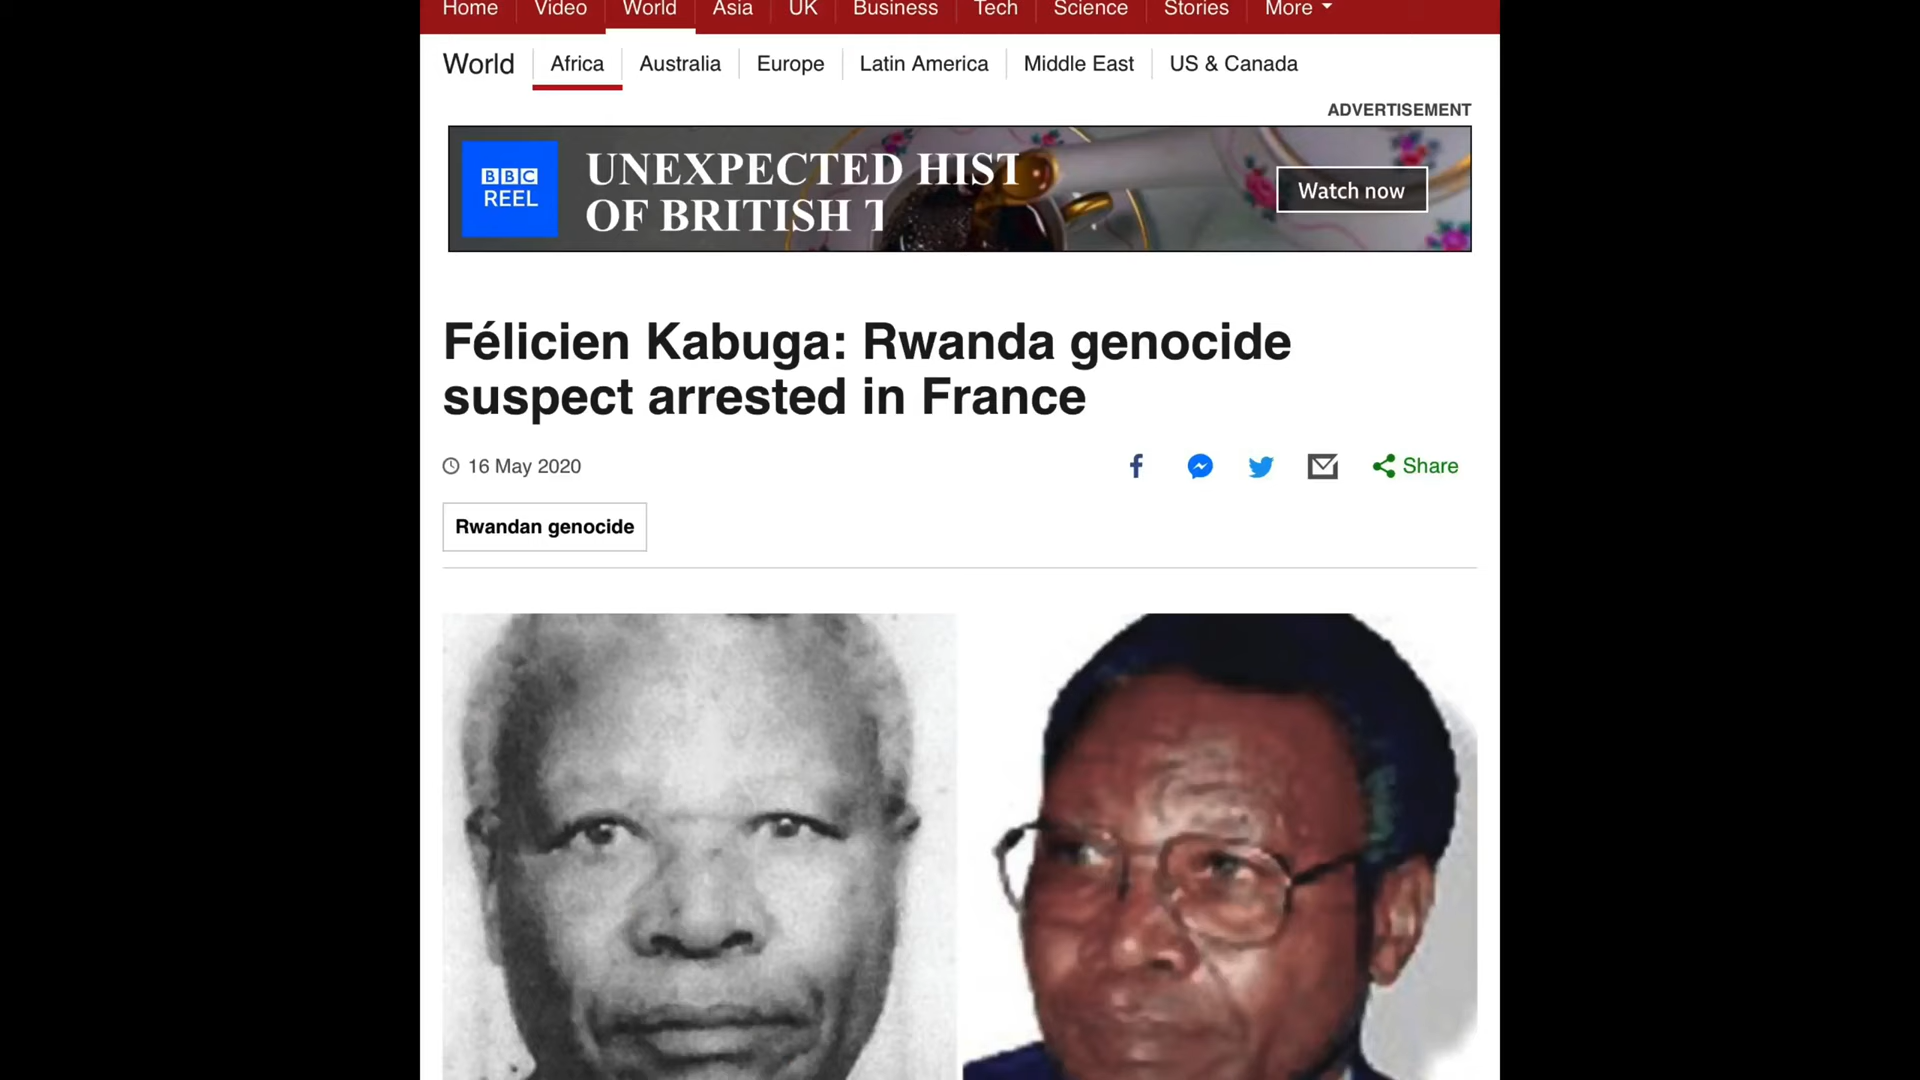 Home Video World Asia UK Business Tech Science Stories More
World Africa Australia Europe Latin America Middle East US & Canada
ADVERTISEMENT
BBC
REEL
UNEXPECTED HIST
OF BRITISH T
Watch now
Félicien Kabuga: Rwanda genocide
suspect arrested in France
16 May 2020
Share
Rwandan genocide